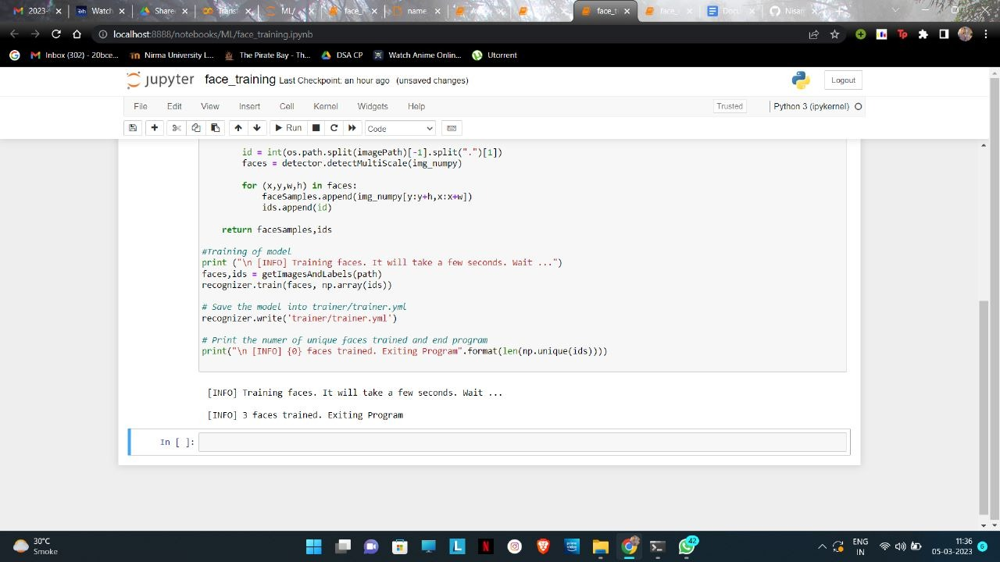 2023-
Watch
Share
Transf
ML/
face_t
name
face_t
face_
Docu
Nisar
localhost:8888/notebooks/ML/face_training.ipynb
Inbox (302) - 20bce...
Nirma University L...
The Pirate Bay - Th...
DSA CP
Watch Anime Onlin...
Utorrent
jupyter face_training Last Checkpoint: an hour ago (unsaved changes)
Logout
File Edit View Insert Cell Kernel Widgets Help
Trusted
Python 3 (ipykernel)
Run
Code
id = int(os.path.split(imagePath)[-1].split(".")[1])
faces = detector.detectMultiScale(img_numpy)
for (x,y,w,h) in faces:
faceSamples.append(img_numpy[y:y+h,x:x+w])
ids.append(id)
return faceSamples,ids
#Training of model
print ("\n [INFO] Training faces. It will take a few seconds. Wait ...")
faces,ids = getImagesAndLabels(path)
recognizer.train(faces, np.array(ids))
# Save the model into trainer/trainer.yml
recognizer.write('trainer/trainer.yml')
# Print the numer of unique faces trained and end program
print("\n [INFO] {0} faces trained. Exiting Program".format(len(np.unique(ids))))
[INFO] Training faces. It will take a few seconds. Wait ...
[INFO] 3 faces trained. Exiting Program
In [ ]:
30°C
Smoke
42
ENG
IN
11:36
05-03-2023
6